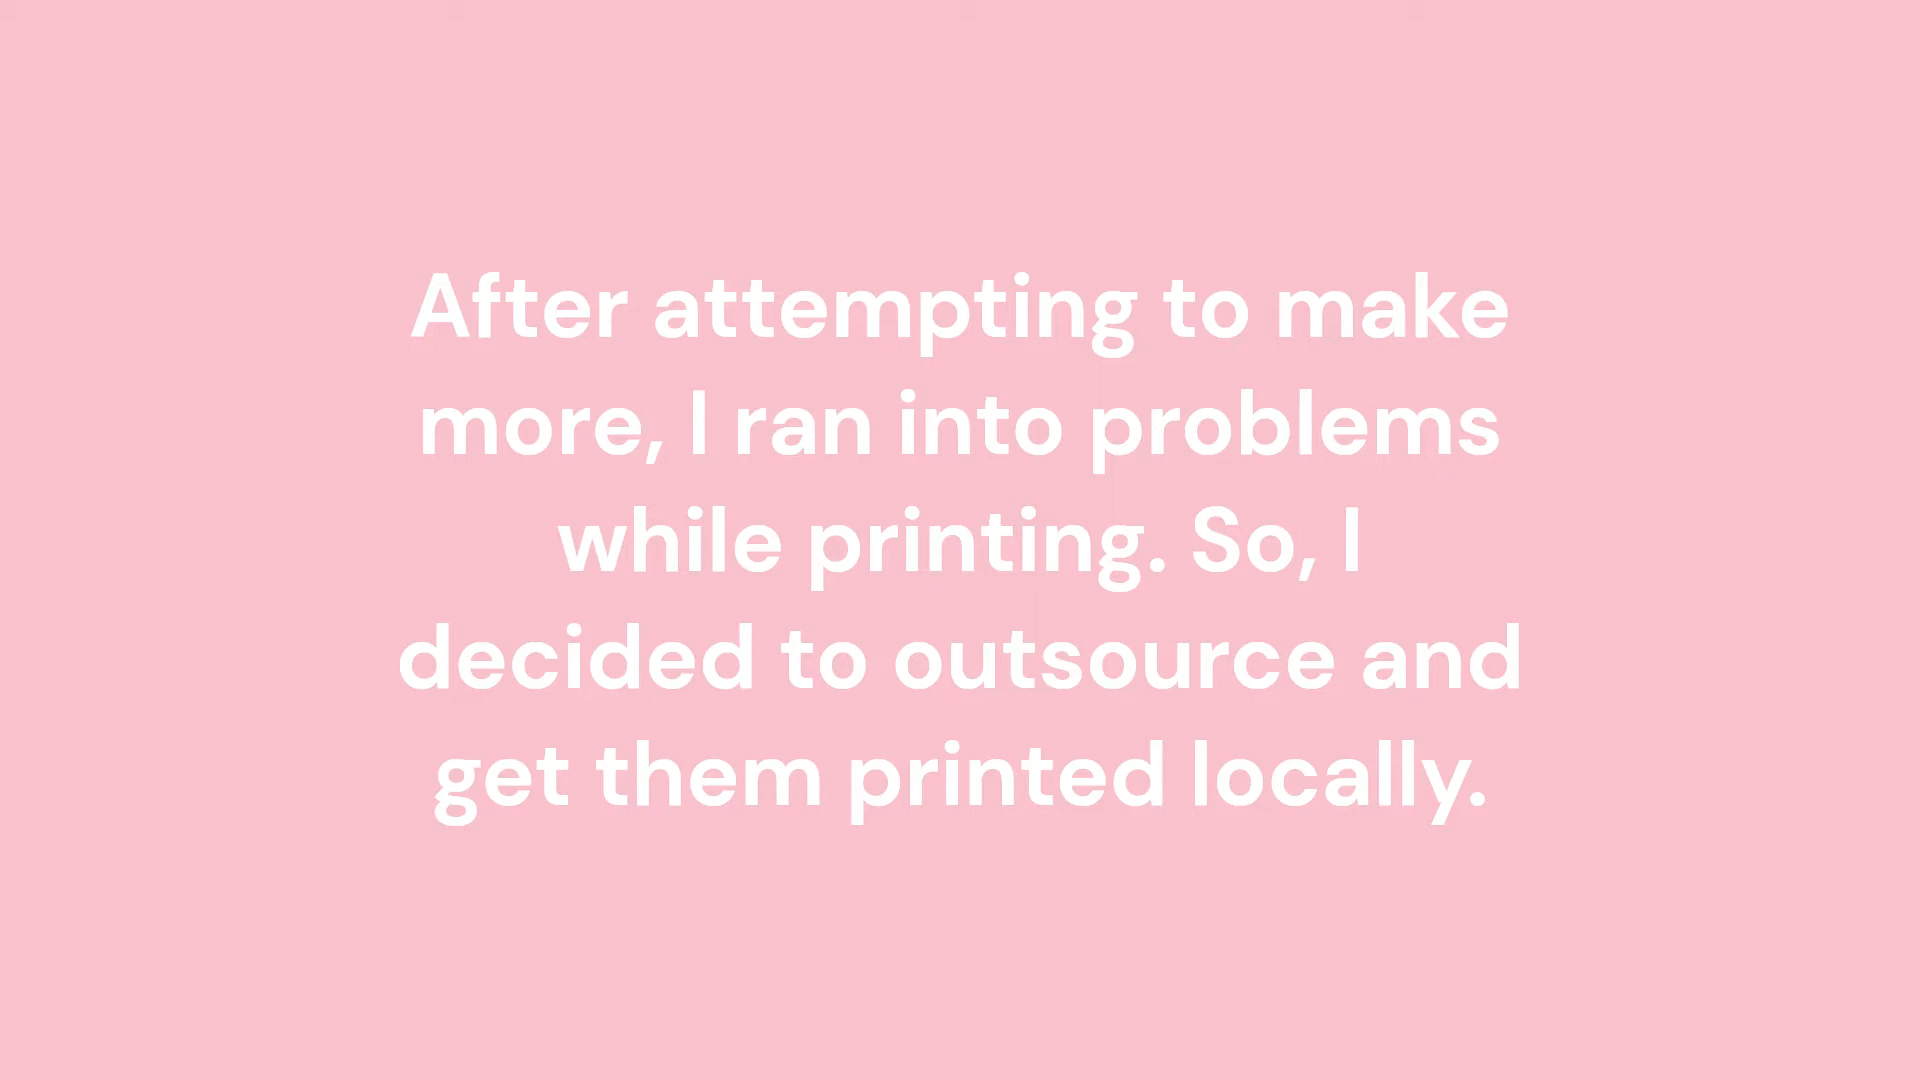 After attempting to make
more, I ran into problems
while printing. So, I
decided to outsource and
get them printed locally.